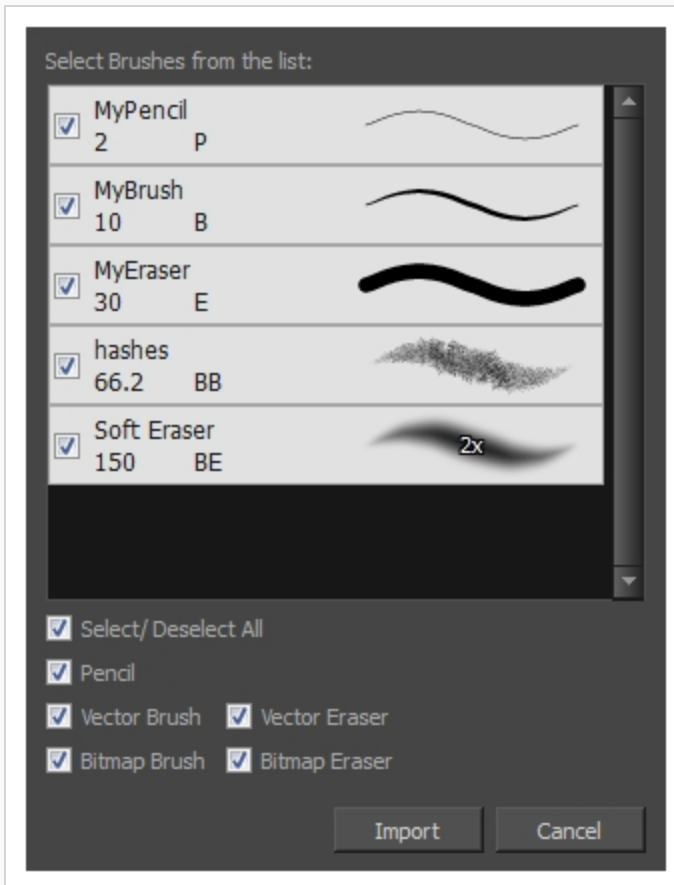 Select Brushes from the list:
MyPencil
2 P
MyBrush
10 B
MyEraser
30 E
hashes
66.2 BB
Soft Eraser
150 BE
2x
Select/ Deselect All
Pencil
Vector Brush Vector Eraser
Bitmap Brush Bitmap Eraser
Import Cancel